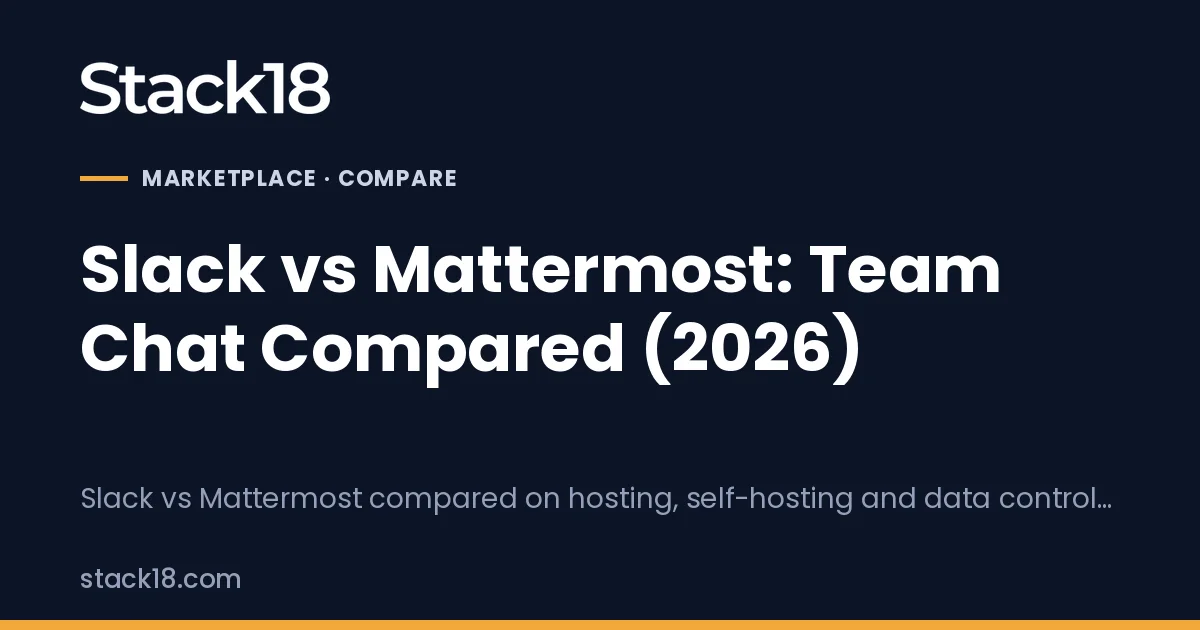 Stack18
MARKETPLACE · COMPARE
Slack vs Mattermost: Team
Chat Compared (2026)
Slack vs Mattermost compared on hosting, self-hosting and data control...
stack18.com